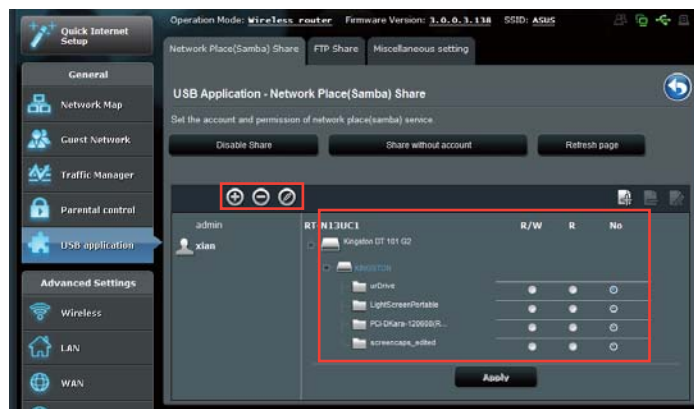 Quick Internet
Setup
Operation Mode: Wireless router Firmware Version: 3.0.0.3.138 SSID: ASUS
Network Place(Samba) Share FTP Share Miscellaneous setting
General
Network Map
Guest Network
Traffic Manager
Parental control
USB application
Advanced Settings
Wireless
LAN
WAN
USB Application - Network Place(Samba) Share
Set the account and permission of network place(samba) service.
Disable Share Share without account Refresh page
admin
xian
RT-N13UC1 R/W R No
Kingston DT 101 G2
KINGSTON
urDrive
LightScreenPortable
PCI-DKara-120608(R...
screencaps_edited
Apply